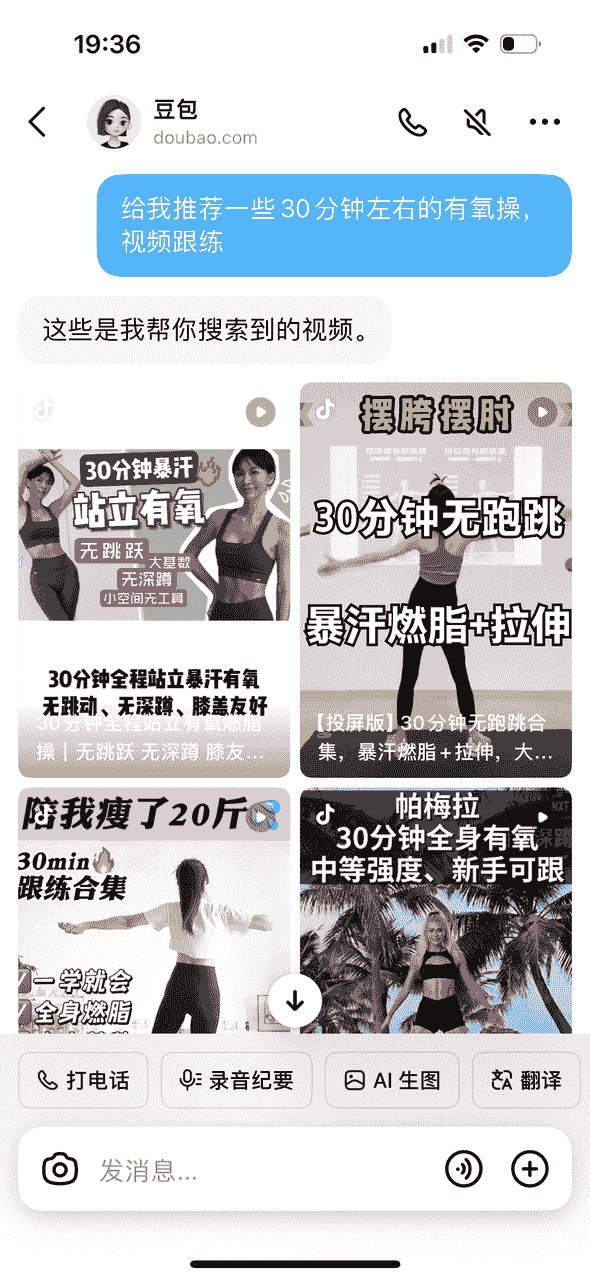 19:36
豆包
doubao.com
给我推荐一些30分钟左右的有氧操，
视频跟练
这些是我帮你搜索到的视频。
30分钟暴汗
站立有氧
无跳跃
大基数
无深蹲
小空间无工具
30分钟全程站立暴汗有氧
无跳动、无深蹲、膝盖友好
30分钟全程站立有氧燃脂
操｜无跳跃 无深蹲 膝友...
摆胯摆肘
30分钟无跑跳
暴汗燃脂+拉伸
【投屏版】30分钟无跑跳合
集，暴汗燃脂+拉伸，大...
陪我瘦了20斤
30min
跟练合集
一学就会
全身燃脂
帕梅拉
30分钟全身有氧
中等强度、新手可跟
打电话
录音纪要
AI 生图
翻译
发消息...